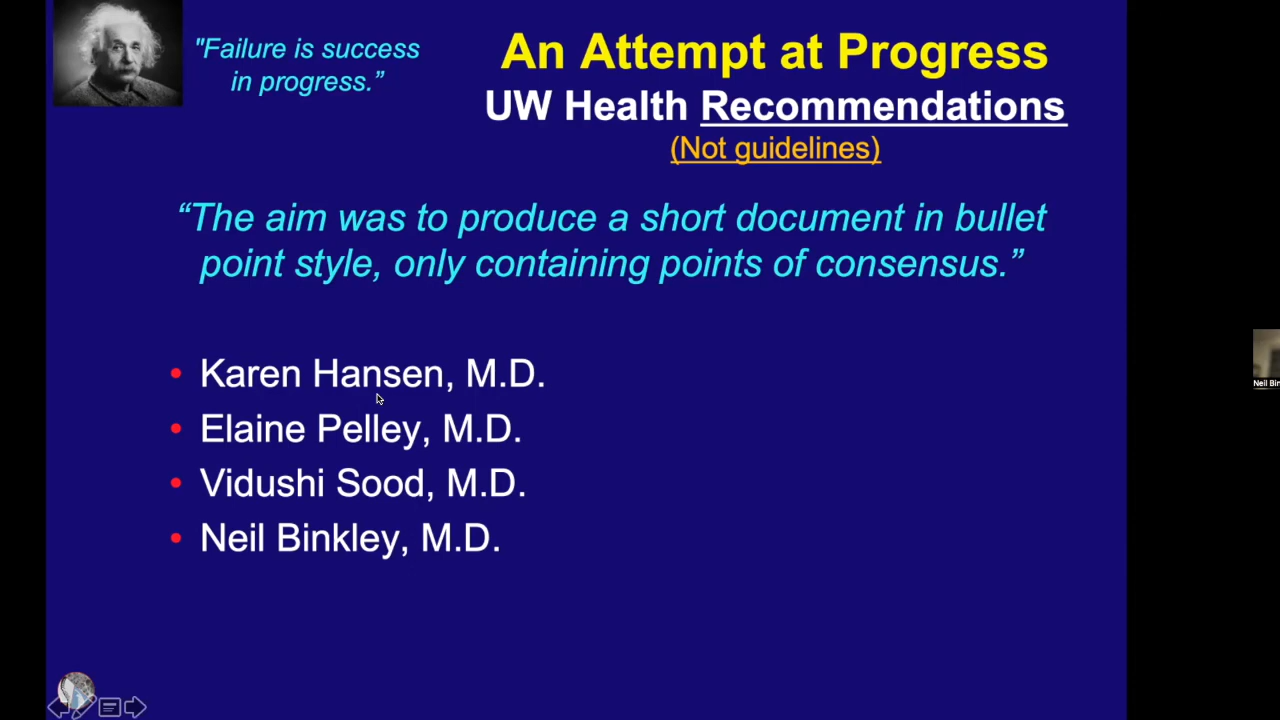 "Failure is success
in progress.”
An Attempt at Progress
UW Health Recommendations
(Not guidelines)
“The aim was to produce a short document in bullet
point style, only containing points of consensus.”
• Karen Hansen, M.D.
• Elaine Pelley, M.D.
• Vidushi Sood, M.D.
• Neil Binkley, M.D.
Neil Bin